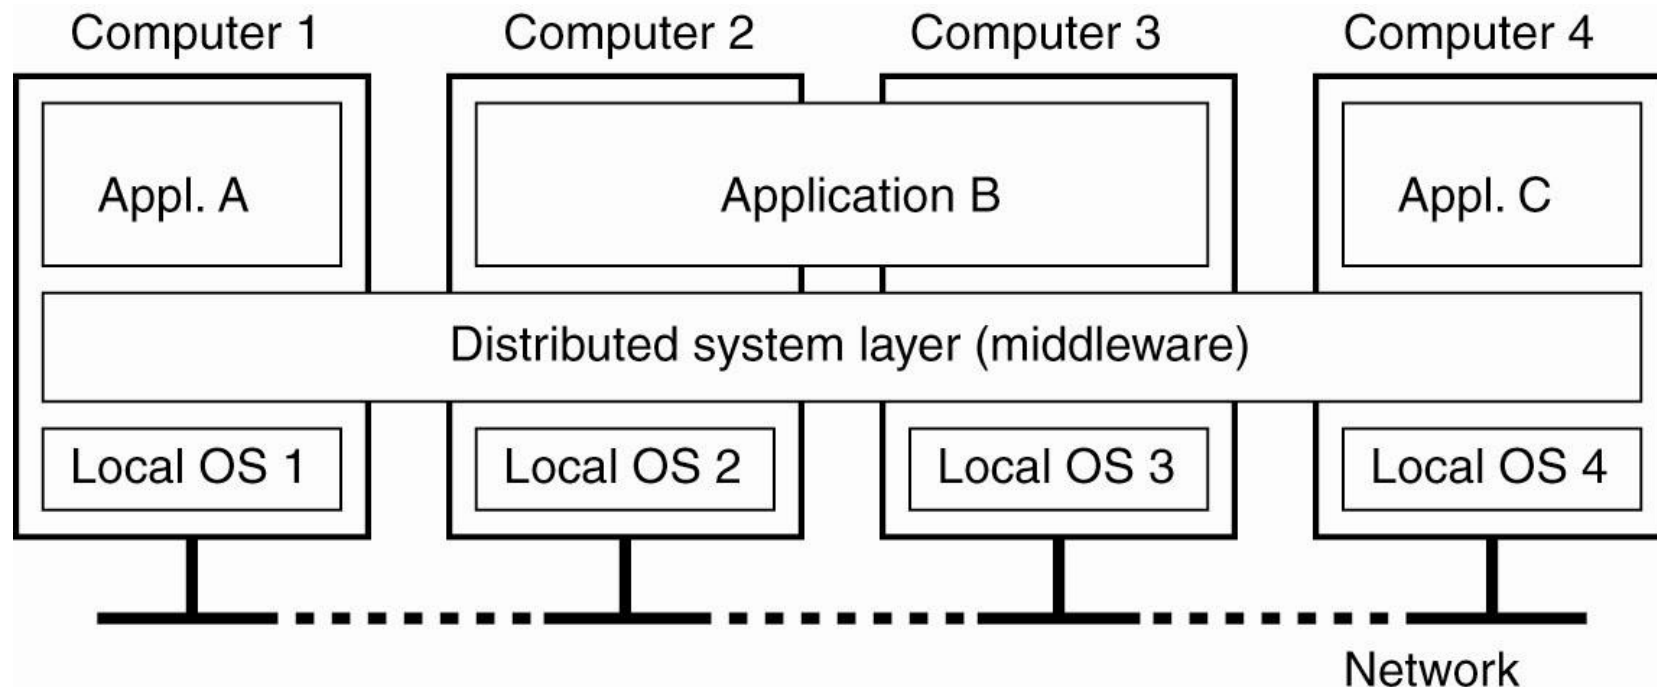 Computer 1
Computer 2
Computer 3
Computer 4
Appl. A
Application B
Appl. C
Distributed system layer (middleware)
Local OS 1
Local OS 2
Local OS 3
Local OS 4
Network